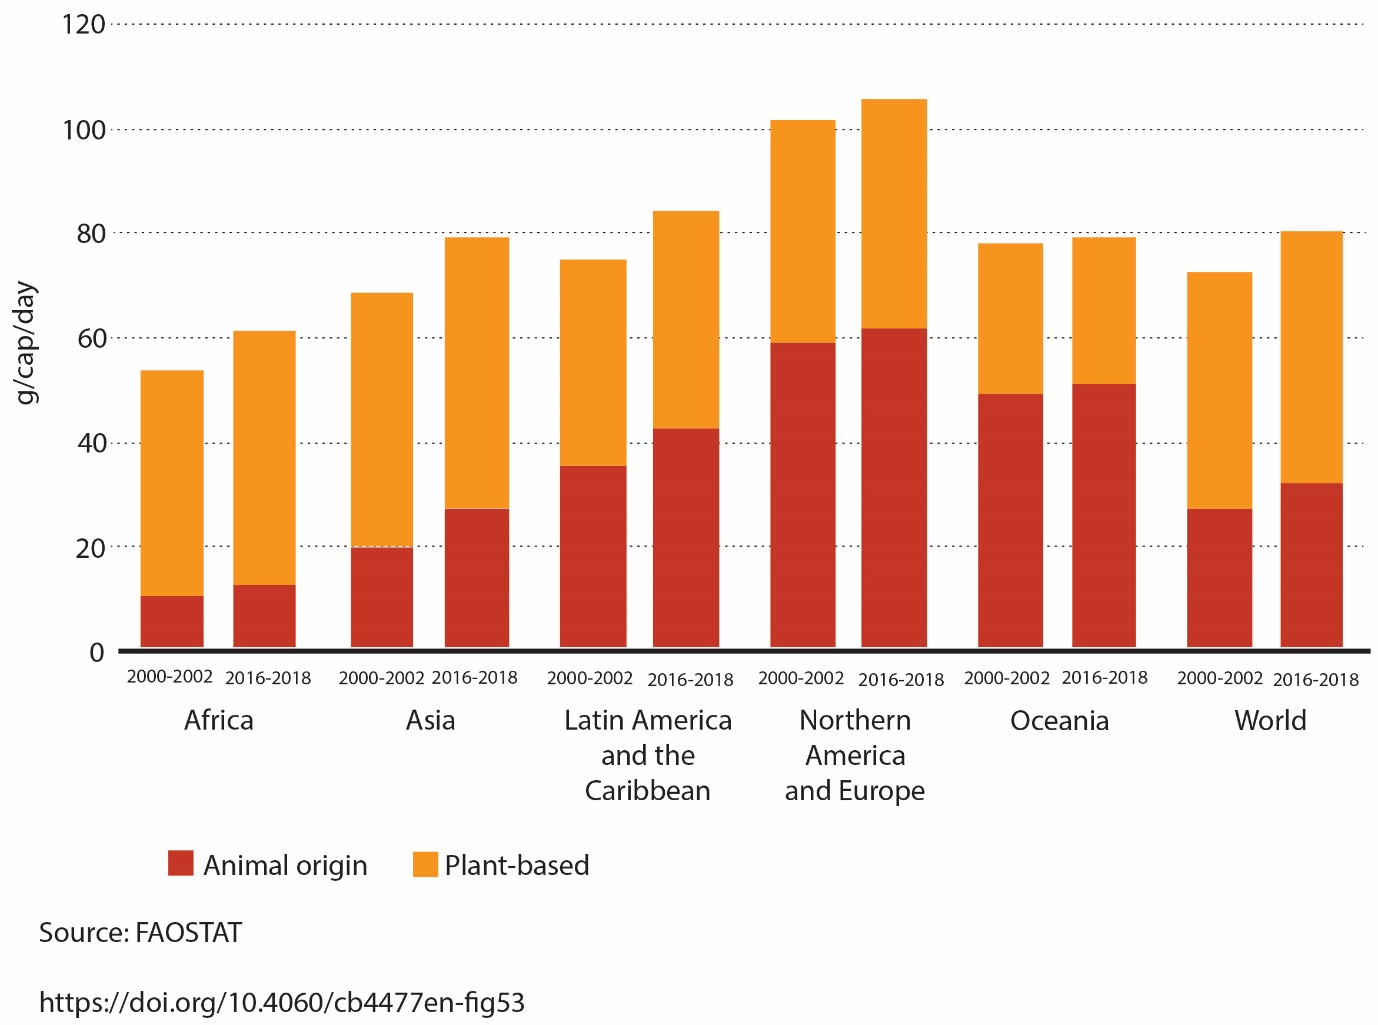 120
100
80
60
40
20
0
g/cap/day
2000-2002 2016-2018 2000-2002 2016-2018 2000-2002 2016-2018 2000-2002 2016-2018 2000-2002 2016-2018 2000-2002 2016-2018
Africa
Asia
Latin America
and the
Caribbean
Northern
America
and Europe
Oceania
World
Animal origin
Plant-based
Source: FAOSTAT
https://doi.org/10.4060/cb4477en-fig53